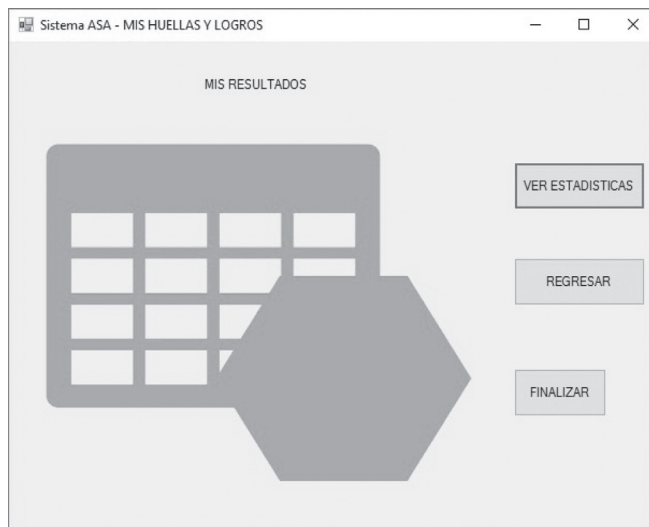 Sistema ASA - MIS HUELLAS Y LOGROS
MIS RESULTADOS
VER ESTADISTICAS
REGRESAR
FINALIZAR